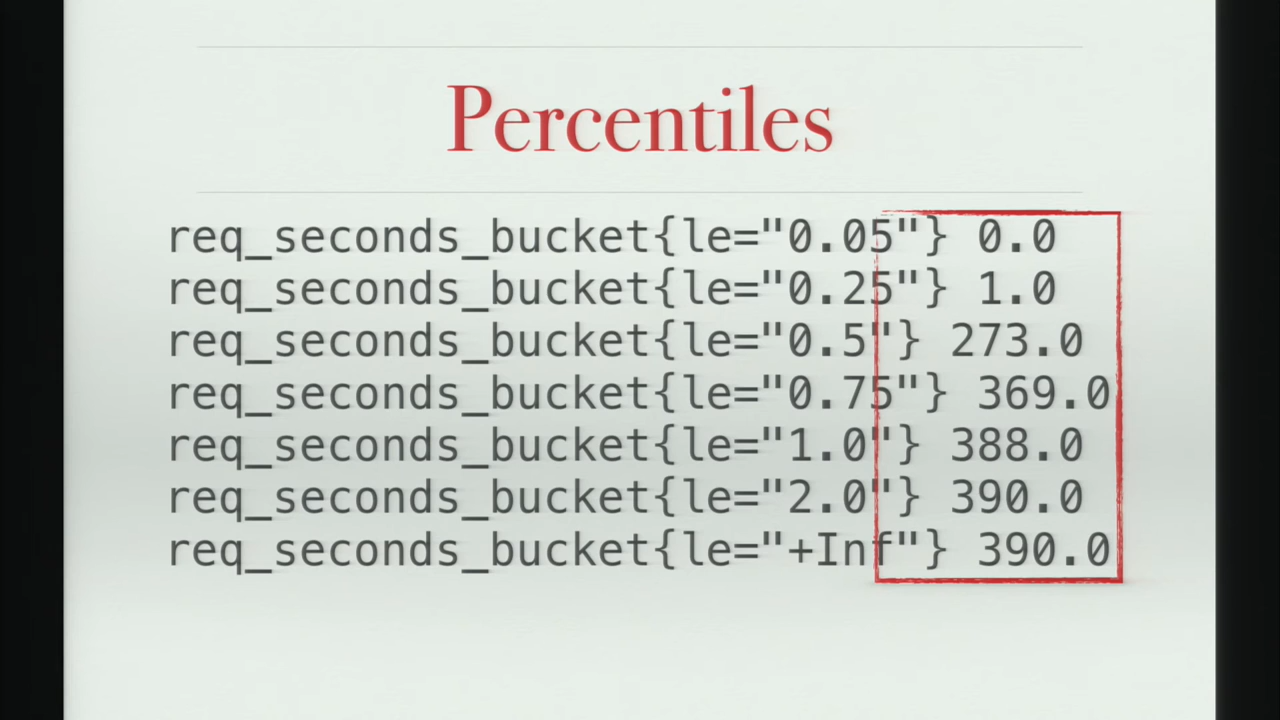 Percentiles
req_seconds_bucket{le="0.05"} 0.0
req_seconds_bucket{le="0.25"} 1.0
req_seconds_bucket{le="0.5"} 273.0
req_seconds_bucket{le="0.75"} 369.0
req_seconds_bucket{le="1.0"} 388.0
req_seconds_bucket{le="2.0"} 390.0
req_seconds_bucket{le="+Inf"} 390.0